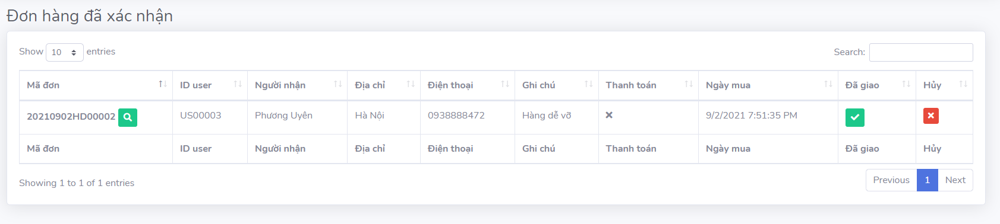 Đơn hàng đã xác nhận
Show 10 entries Search:
Mã đơn ID user Người nhận Địa chỉ Điện thoại Ghi chú Thanh toán Ngày mua Đã giao Hủy
20210902HD00002 US00003 Phương Uyên Hà Nội 0938888472 Hàng dễ vỡ 9/2/2021 7:51:35 PM
Mã đơn ID user Người nhận Địa chỉ Điện thoại Ghi chú Thanh toán Ngày mua Đã giao Hủy
Showing 1 to 1 of 1 entries Previous 1 Next